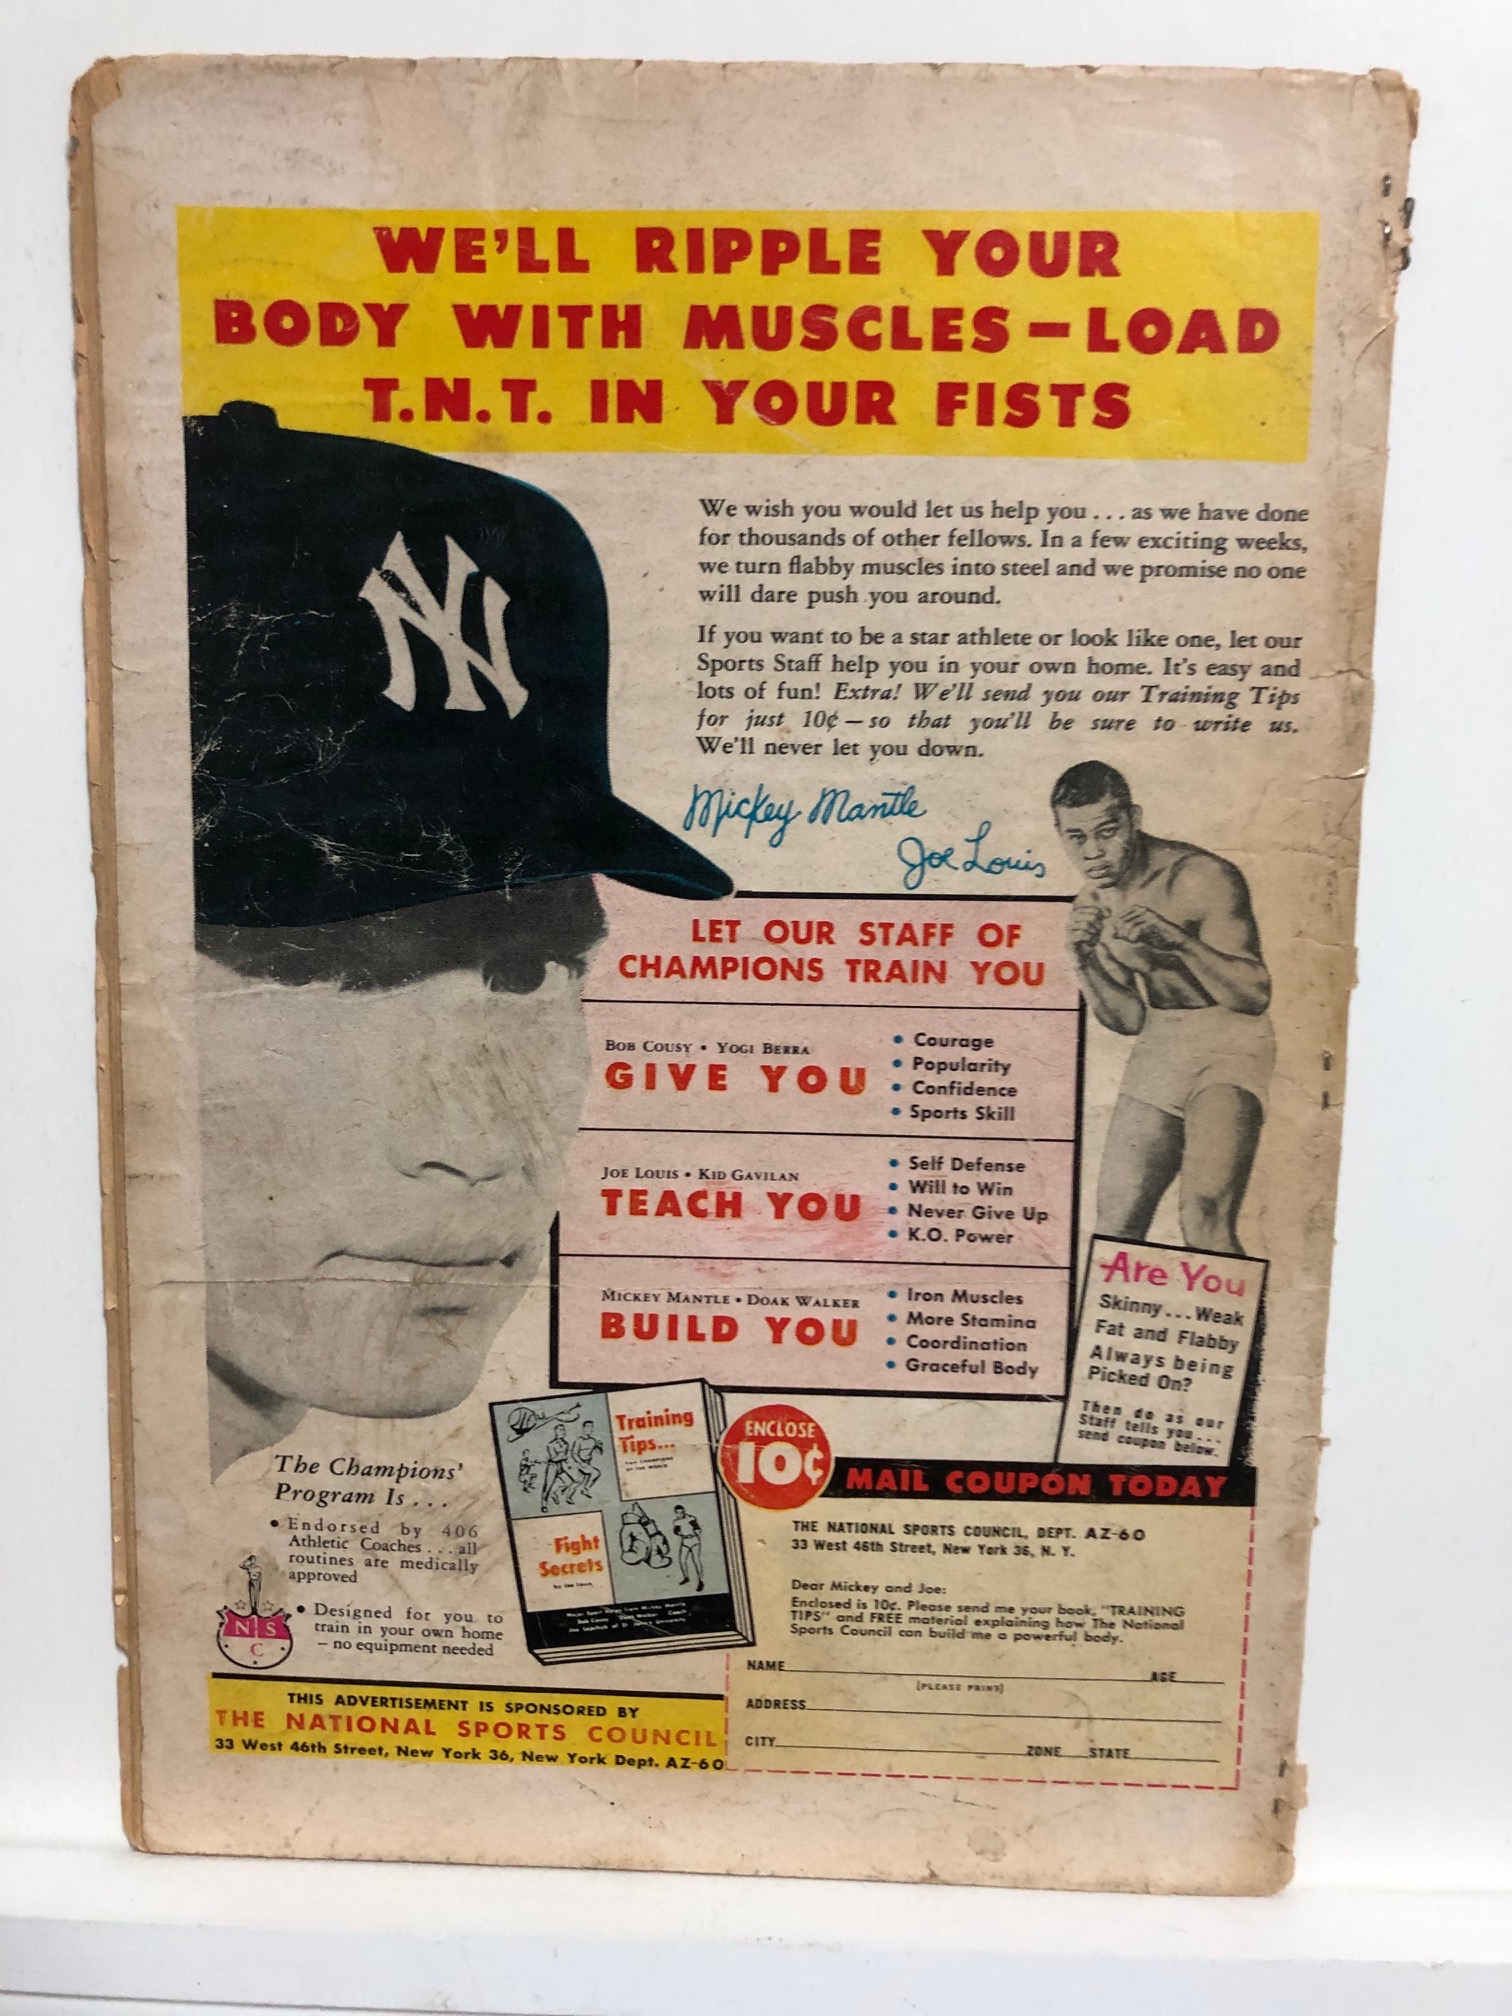 WE'LL RIPPLE YOUR
BODY WITH MUSCLES — LOAD
T.N.T. IN YOUR FISTS
NY
We wish you would let us help you . . . as we have done
for thousands of other fellows. In a few exciting weeks,
we turn flabby muscles into steel and we promise no one
will dare push you around.
If you want to be a star athlete or look like one, let our
Sports Staff help you in your own home. It's easy and
lots of fun! Extra! We'll send you our Training Tips
for just 10¢ — so that you'll be sure to write us.
We'll never let you down.
Mickey Mantle
Joe Louis
LET OUR STAFF OF
CHAMPIONS TRAIN YOU
BOB COUSY • YOGI BERRA
GIVE YOU
• Courage
• Popularity
• Confidence
• Sports Skill
JOE LOUIS • KID GAVILAN
TEACH YOU
• Self Defense
• Will to Win
• Never Give Up
• K.O. Power
MICKEY MANTLE • DOAK WALKER
BUILD YOU
• Iron Muscles
• More Stamina
• Coordination
• Graceful Body
Are You
Skinny . . . Weak
Fat and Flabby
Always being
Picked On?
Then do as our
Staff tells you . . .
send coupon below.
The Champions'
Program Is . . .
• Endorsed by 406
Athletic Coaches . . . all
routines are medically
approved
• Designed for you to
train in your own home
— no equipment needed
N S
C
Training
Tips...
from CHAMPIONS
OF THE WORLD
Fight
Secrets
by Joe Louis
ENCLOSE
10¢
MAIL COUPON TODAY
THE NATIONAL SPORTS COUNCIL, DEPT. AZ-60
33 West 46th Street, New York 36, N. Y.
Dear Mickey and Joe:
Enclosed is 10¢. Please send me your book, "TRAINING
TIPS" and FREE material explaining how The National
Sports Council can build me a powerful body.
NAME AGE
[PLEASE PRINT]
ADDRESS
CITY ZONE STATE
THIS ADVERTISEMENT IS SPONSORED BY
THE NATIONAL SPORTS COUNCIL
33 West 46th Street, New York 36, New York Dept. AZ-60